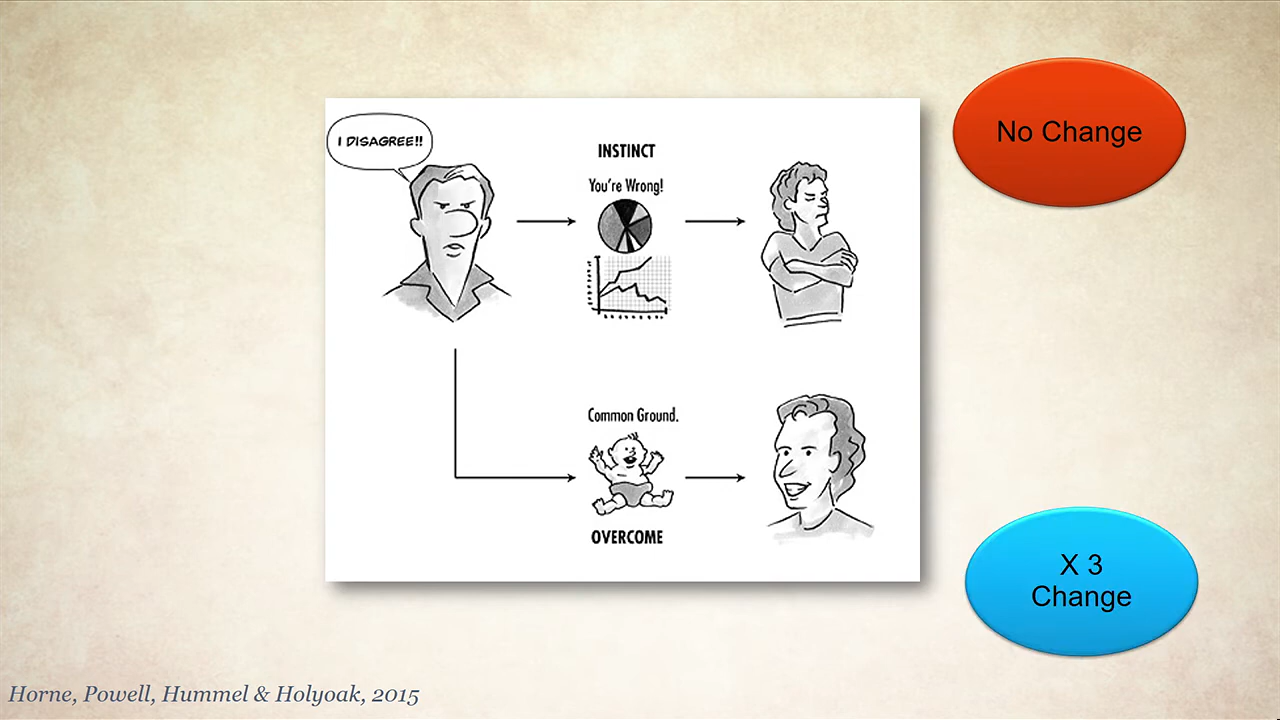 I DISAGREE!!
INSTINCT
You're Wrong!
No Change
Common Ground.
OVERCOME
X 3
Change
Horne, Powell, Hummel & Holyoak, 2015